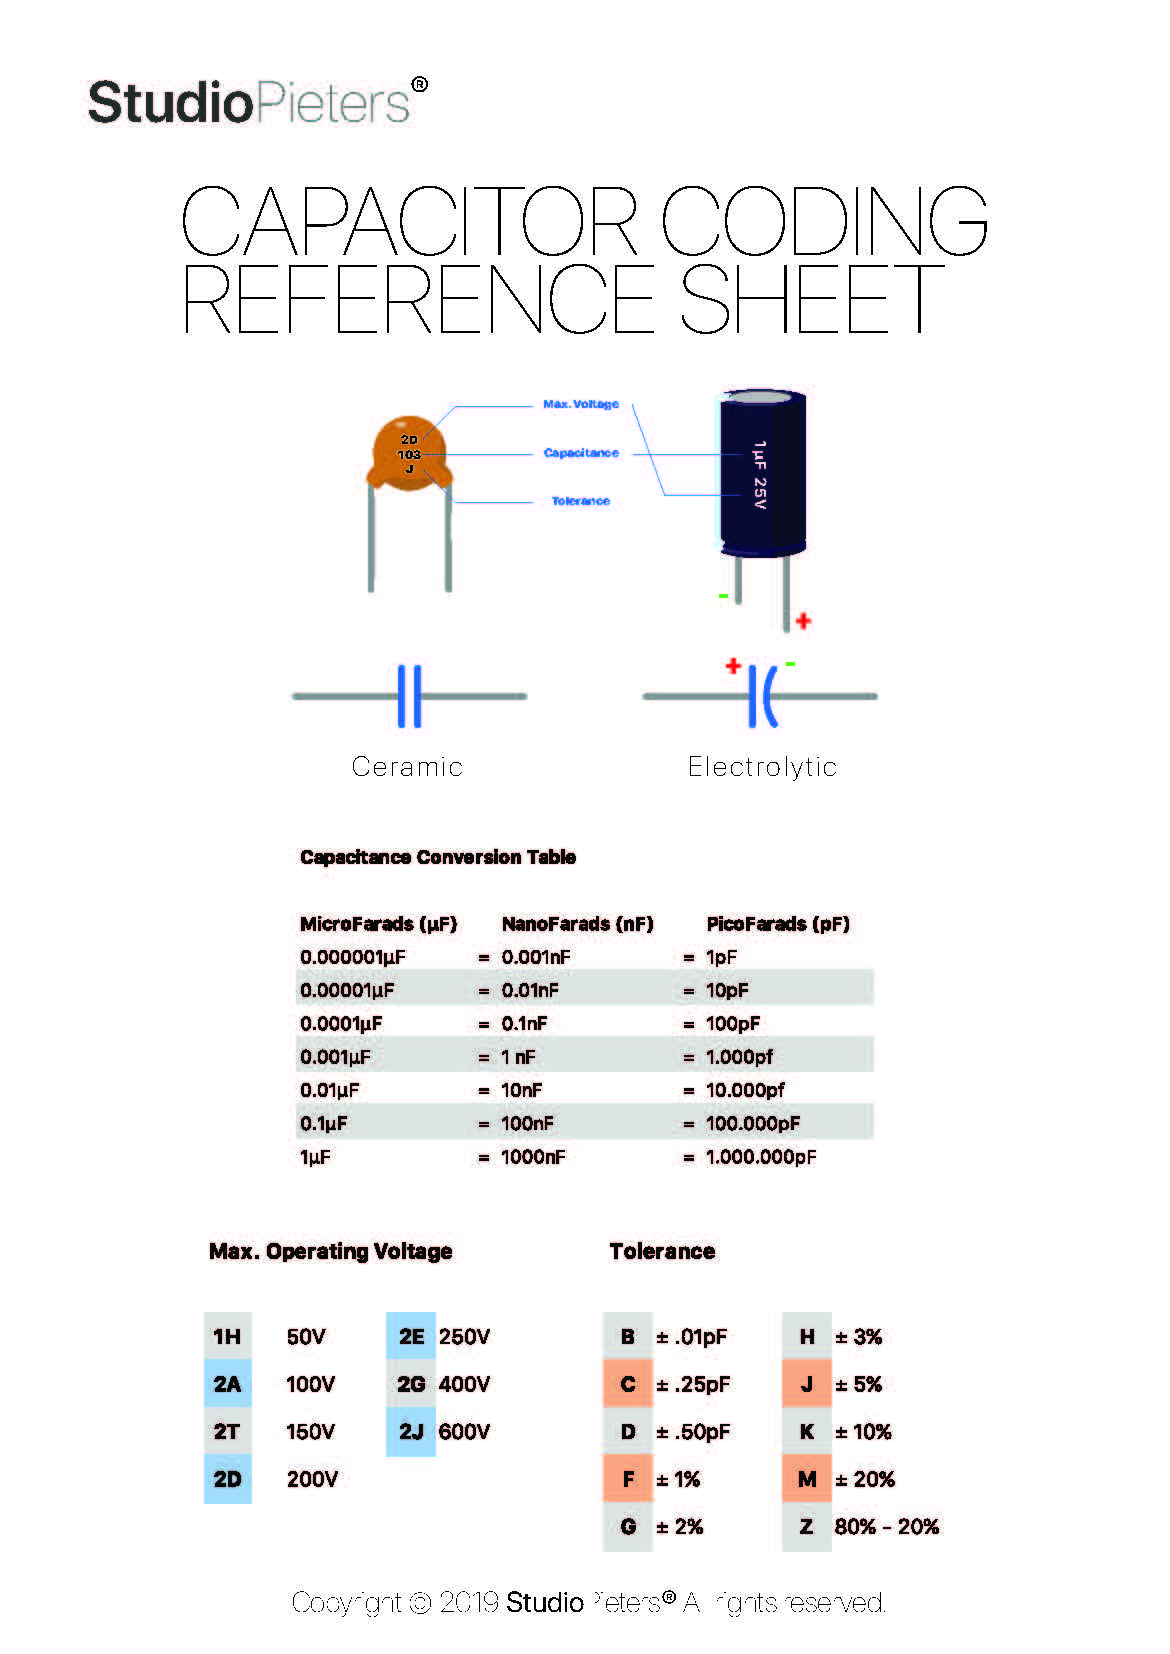 StudioPieters®
CAPACITOR CODING
REFERENCE SHEET
Max. Voltage
Capacitance
Tolerance
2D
103
J
1µF 25V
-
+
+
-
Ceramic
Electrolytic
Capacitance Conversion Table
MicroFarads (µF) NanoFarads (nF) PicoFarads (pF)
0.000001µF = 0.001nF = 1pF
0.00001µF = 0.01nF = 10pF
0.0001µF = 0.1nF = 100pF
0.001µF = 1 nF = 1.000pf
0.01µF = 10nF = 10.000pf
0.1µF = 100nF = 100.000pF
1µF = 1000nF = 1.000.000pF
Max. Operating Voltage
1H 50V 2E 250V
2A 100V 2G 400V
2T 150V 2J 600V
2D 200V
Tolerance
B ± .01pF H ± 3%
C ± .25pF J ± 5%
D ± .50pF K ± 10%
F ± 1% M ± 20%
G ± 2% Z 80% - 20%
Copyright © 2019 Studio Pieters® All rights reserved.